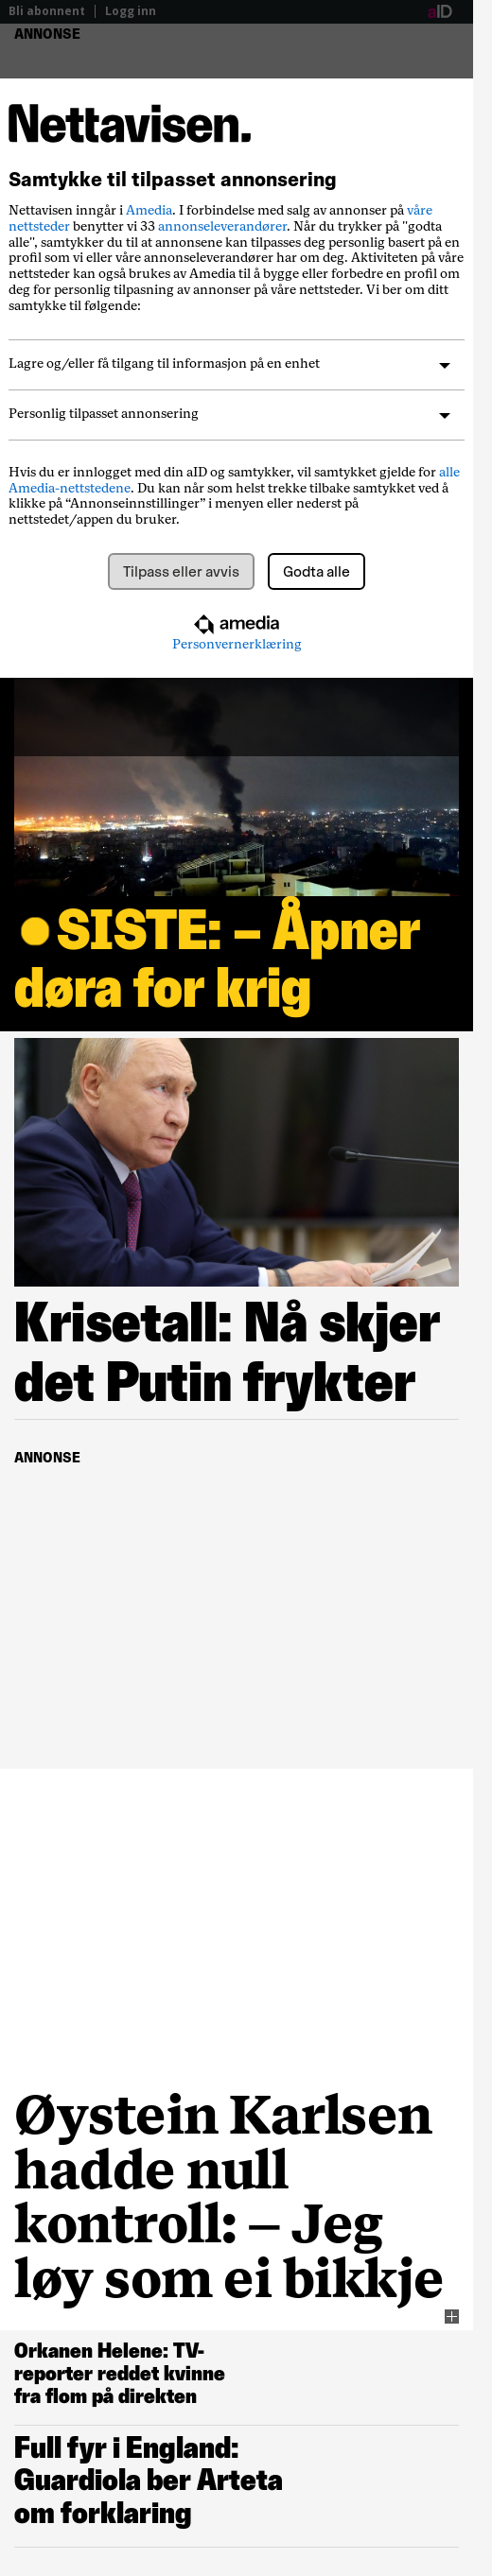 Bli abonnent | Logg inn
aID
ANNONSE
Nettavisen.
Samtykke til tilpasset annonsering
Nettavisen inngår i Amedia. I forbindelse med salg av annonser på våre
nettsteder benytter vi 33 annonseleverandører. Når du trykker på "godta
alle", samtykker du til at annonsene kan tilpasses deg personlig basert på en
profil som vi eller våre annonseleverandører har om deg. Aktiviteten på våre
nettsteder kan også brukes av Amedia til å bygge eller forbedre en profil om
deg for personlig tilpasning av annonser på våre nettsteder. Vi ber om ditt
samtykke til følgende:
Lagre og/eller få tilgang til informasjon på en enhet
Personlig tilpasset annonsering
Hvis du er innlogget med din aID og samtykker, vil samtykket gjelde for alle
Amedia-nettstedene. Du kan når som helst trekke tilbake samtykket ved å
klikke på “Annonseinnstillinger” i menyen eller nederst på
nettstedet/appen du bruker.
Tilpass eller avvis Godta alle
amedia
Personvernerklæring
SISTE: – Åpner
døra for krig
Krisetall: Nå skjer
det Putin frykter
ANNONSE
Øystein Karlsen
hadde null
kontroll: – Jeg
løy som ei bikkje
Orkanen Helene: TV-
reporter reddet kvinne
fra flom på direkten
Full fyr i England:
Guardiola ber Arteta
om forklaring